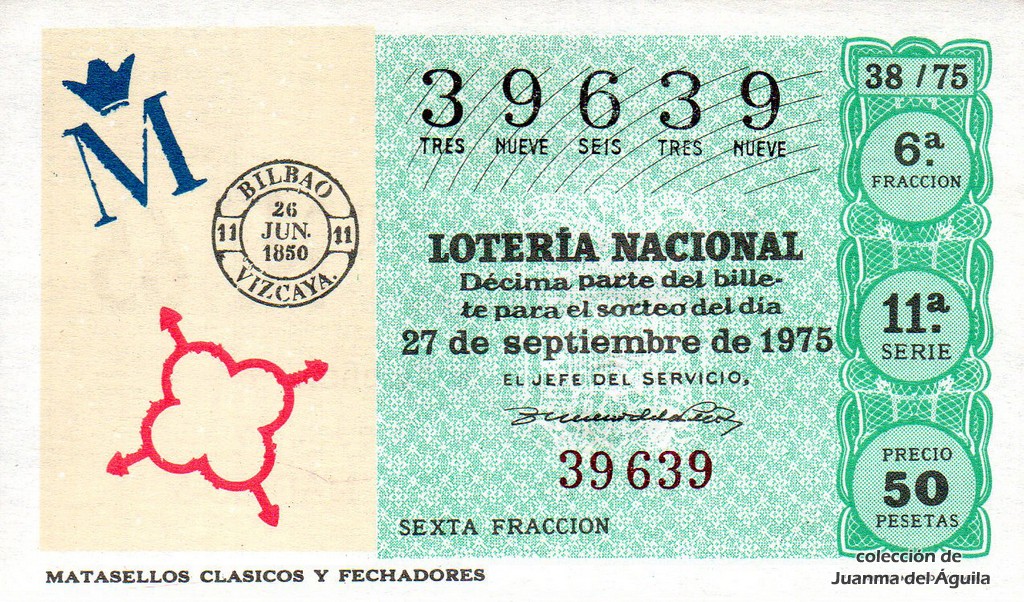 M
BILBAO
26
JUN.
1850
11 11
VIZCAYA.
39639
TRES NUEVE SEIS TRES NUEVE
LOTERÍA NACIONAL
Décima parte del bille-
te para el sorteo del día
27 de septiembre de 1975
EL JEFE DEL SERVICIO,
39639
SEXTA FRACCION
38 / 75
6ª.
FRACCION
11ª.
SERIE
PRECIO
50
PESETAS
MATASELLOS CLASICOS Y FECHADORES
colección de
Juanma del Águila